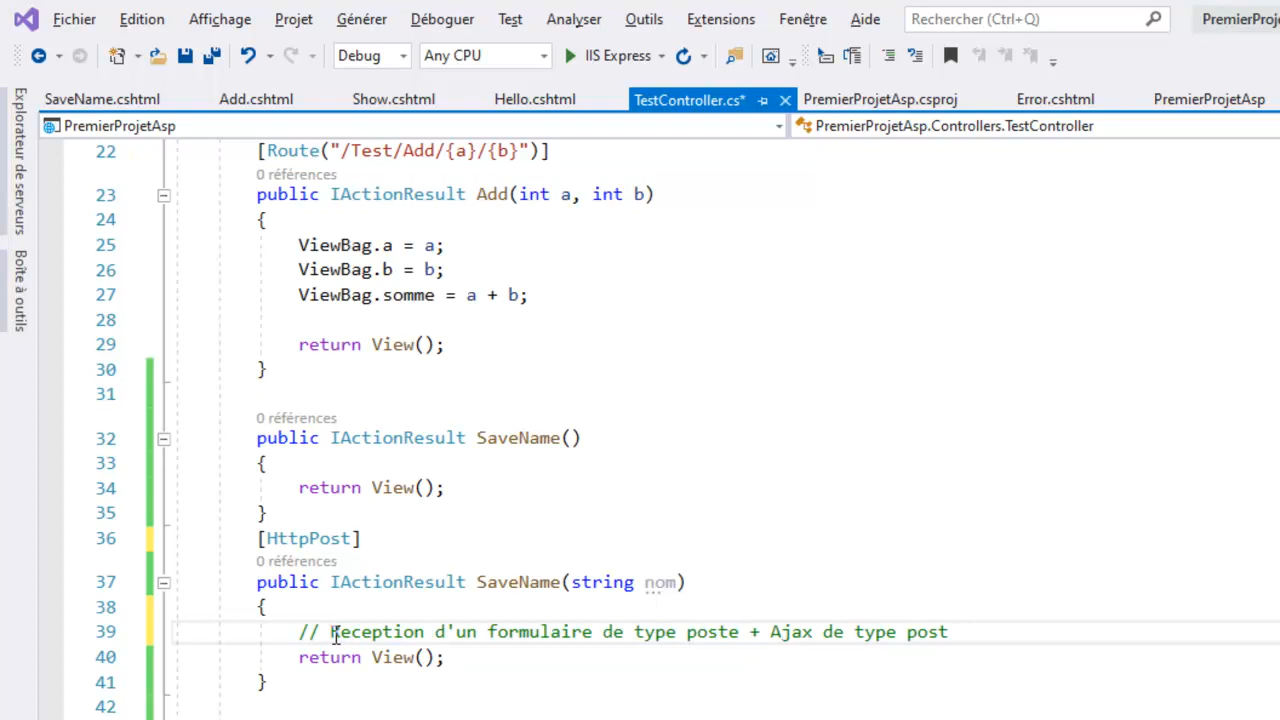 Fichier Edition Affichage Projet Générer Déboguer Test Analyser Outils Extensions Fenêtre Aide Rechercher (Ctrl+Q) PremierProj
Debug Any CPU IIS Express
SaveName.cshtml Add.cshtml Show.cshtml Hello.cshtml TestController.cs* PremierProjetAsp.csproj Error.cshtml PremierProjetAsp
PremierProjetAsp PremierProjetAsp.Controllers.TestController
Explorateur de serveurs
Boîte à outils
22 [Route("/Test/Add/{a}/{b}")]
0 références
23 public IActionResult Add(int a, int b)
24 {
25 ViewBag.a = a;
26 ViewBag.b = b;
27 ViewBag.somme = a + b;
28
29 return View();
30 }
31
0 références
32 public IActionResult SaveName()
33 {
34 return View();
35 }
36 [HttpPost]
0 références
37 public IActionResult SaveName(string nom)
38 {
39 // Reception d'un formulaire de type poste + Ajax de type post
40 return View();
41 }
42